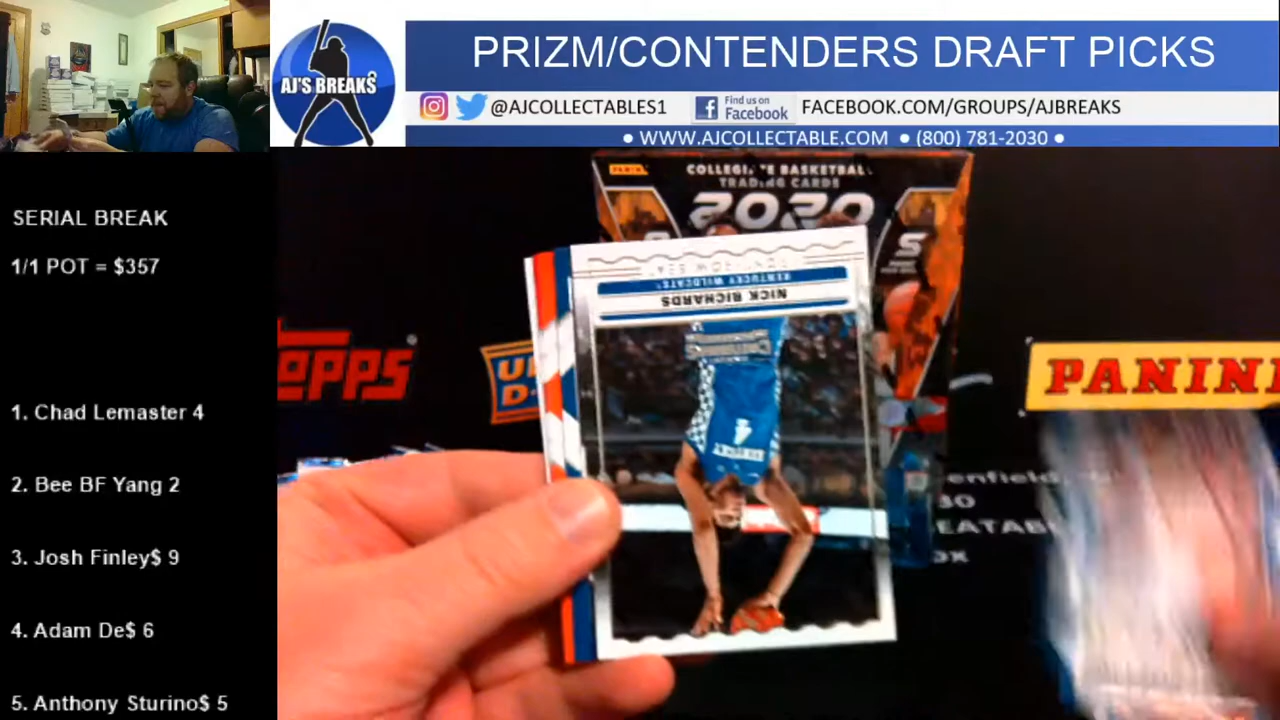 PRIZM/CONTENDERS DRAFT PICKS
AJ'S BREAKS
@AJCOLLECTABLES1
Find us on
Facebook
FACEBOOK.COM/GROUPS/AJBREAKS
• WWW.AJCOLLECTABLE.COM • (800) 781-2030 •
SERIAL BREAK
1/1 POT = $357
1. Chad Lemaster 4
2. Bee BF Yang 2
3. Josh Finley$ 9
4. Adam De$ 6
5. Anthony Sturino$ 5
PANINI
COLLEGIATE BASKETBALL
TRADING CARDS
2020
KENTUCKY WILDCATS
NICK RICHARDS
4
KENTUCKY
PANINI